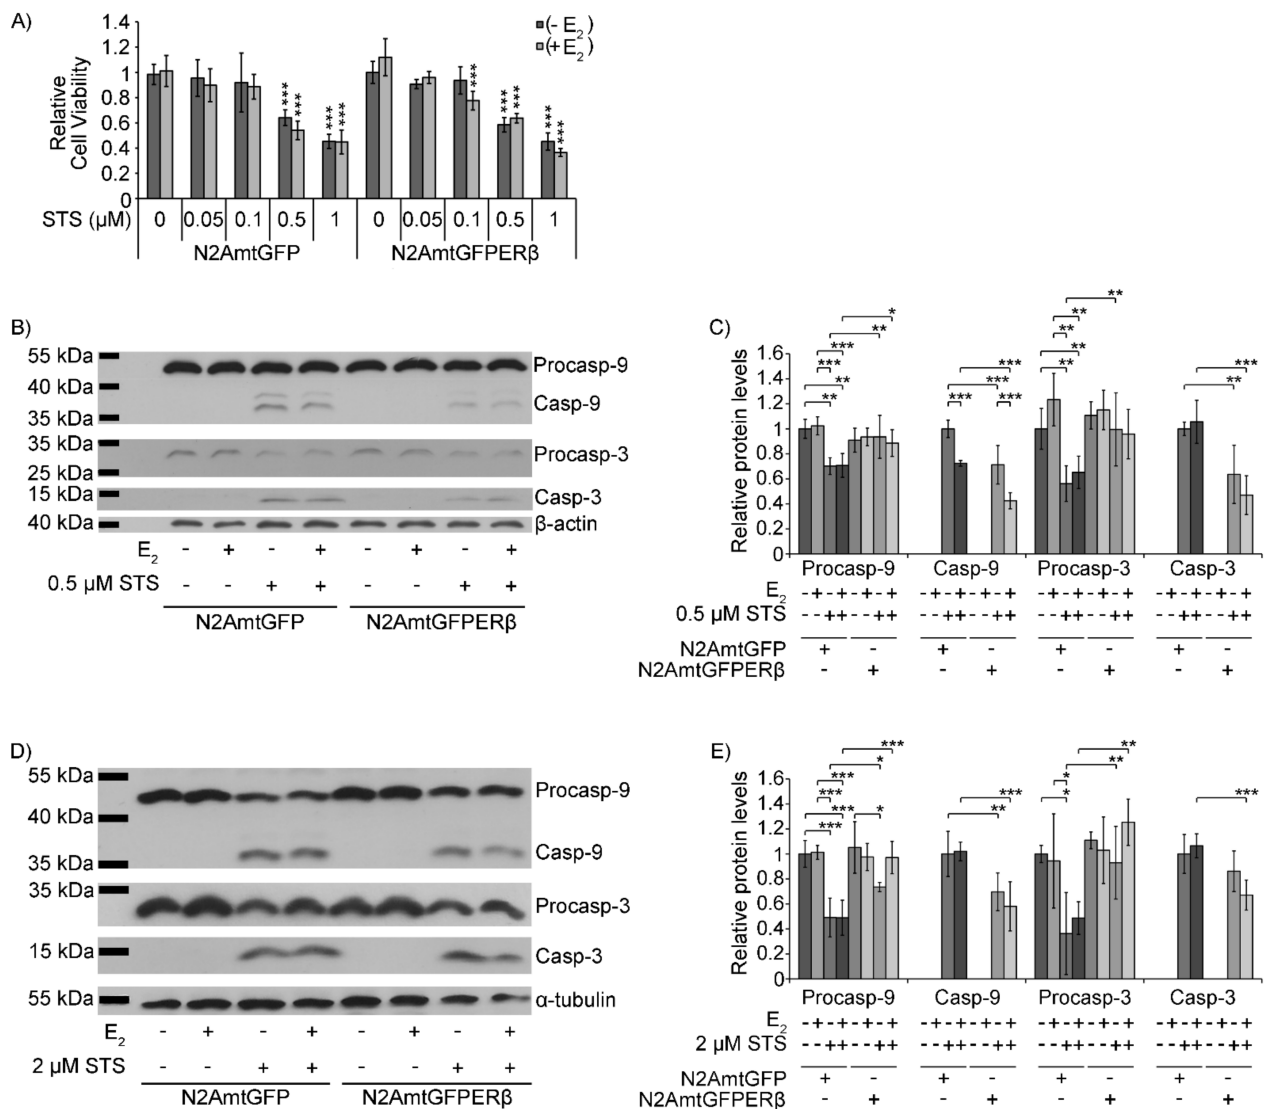 A)
Relative
Cell Viability
1.4
1.2
1
0.8
0.6
0.4
0.2
0
(- E2)
(+E2)
*** *** *** *** *** *** *** *** ***
STS (µM) 0 0.05 0.1 0.5 1 0 0.05 0.1 0.5 1
N2AmtGFP N2AmtGFPERβ
B)
55 kDa Procasp-9
40 kDa Casp-9
35 kDa
35 kDa Procasp-3
25 kDa
15 kDa Casp-3
40 kDa β-actin
E2 - + - + - + - +
0.5 µM STS - - + + - - + +
N2AmtGFP N2AmtGFPERβ
C)
Relative protein levels
1.6
1.4
1.2
1
0.8
0.6
0.4
0.2
0
* ** *** *** ** **
*** *** *** ***
** ** ** ** **
*** **
Procasp-9 Casp-9 Procasp-3 Casp-3
E2 -+-+-+-+ -+-+-+-+ -+-+-+-+ -+-+-+-+
0.5 µM STS --++--++ --++--++ --++--++ --++--++
N2AmtGFP + - + - + - + -
N2AmtGFPERβ - + - + - + - +
D)
55 kDa Procasp-9
40 kDa
35 kDa Casp-9
35 kDa Procasp-3
15 kDa Casp-3
55 kDa α-tubulin
E2 - + - + - + - +
2 µM STS - - + + - - + +
N2AmtGFP N2AmtGFPERβ
E)
Relative protein levels
1.6
1.4
1.2
1
0.8
0.6
0.4
0.2
0
*** * *** *** *** *** *
*** **
** ** * *
***
Procasp-9 Casp-9 Procasp-3 Casp-3
E2 -+-+-+-+ -+-+-+-+ -+-+-+-+ -+-+-+-+
2 µM STS --++--++ --++--++ --++--++ --++--++
N2AmtGFP + - + - + - + -
N2AmtGFPERβ - + - + - + - +